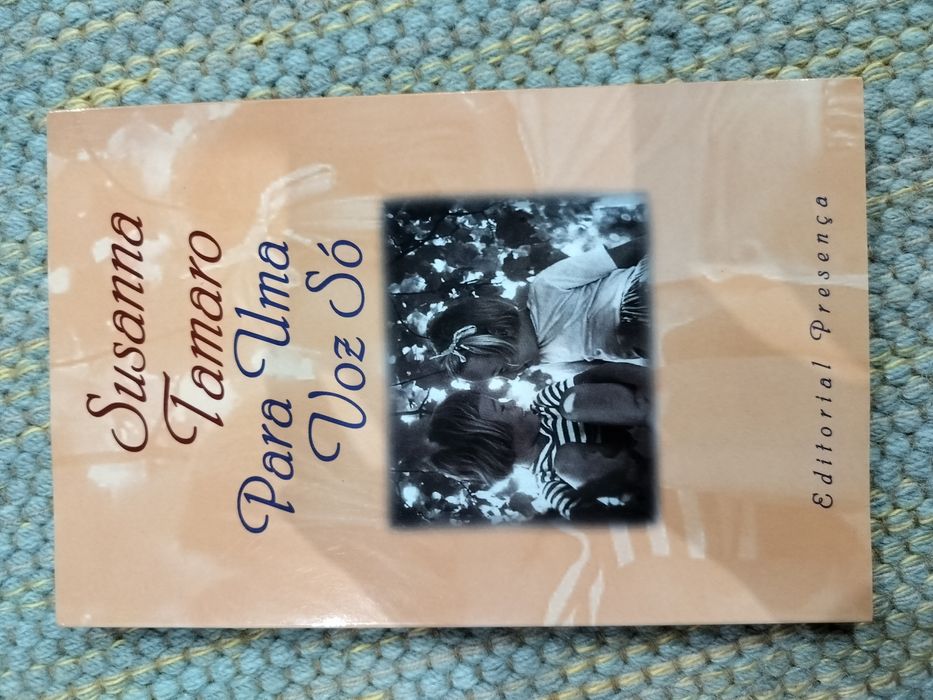 Susanna
Tamaro
Para Uma
Voz Só
Editorial Presença